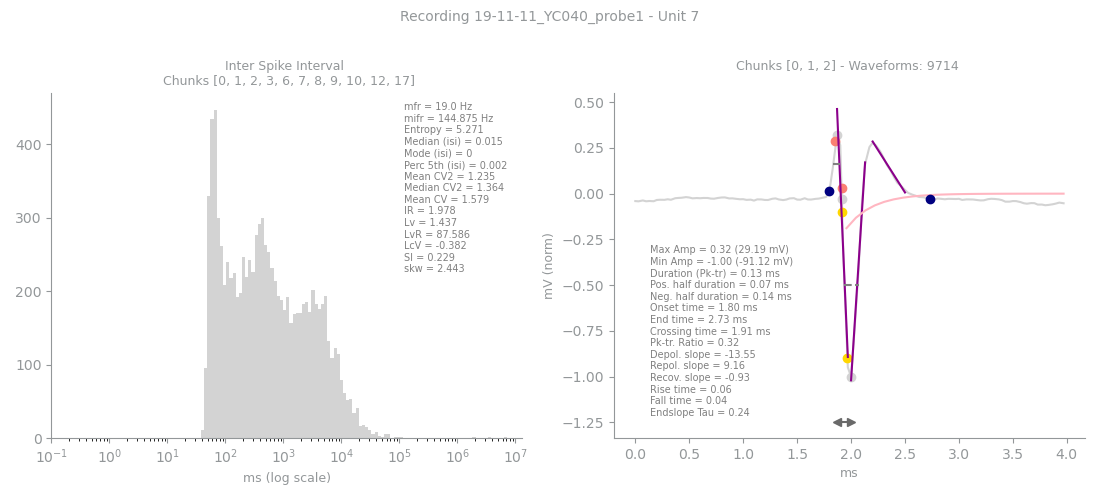 Recording 19-11-11_YC040_probe1 - Unit 7
Inter Spike Interval
Chunks [0, 1, 2, 3, 6, 7, 8, 9, 10, 12, 17]
mfr = 19.0 Hz
mifr = 144.875 Hz
Entropy = 5.271
Median (isi) = 0.015
Mode (isi) = 0
Perc 5th (isi) = 0.002
Mean CV2 = 1.235
Median CV2 = 1.364
Mean CV = 1.579
IR = 1.978
Lv = 1.437
LvR = 87.586
LcV = -0.382
SI = 0.229
skw = 2.443
400
300
200
100
0
10⁻¹ 10⁰ 10¹ 10² 10³ 10⁴ 10⁵ 10⁶ 10⁷
ms (log scale)
Chunks [0, 1, 2] - Waveforms: 9714
mV (norm)
0.50
0.25
0.00
−0.25
−0.50
−0.75
−1.00
−1.25
Max Amp = 0.32 (29.19 mV)
Min Amp = -1.00 (-91.12 mV)
Duration (Pk-tr) = 0.13 ms
Pos. half duration = 0.07 ms
Neg. half duration = 0.14 ms
Onset time = 1.80 ms
End time = 2.73 ms
Crossing time = 1.91 ms
Pk-tr. Ratio = 0.32
Depol. slope = -13.55
Repol. slope = 9.16
Recov. slope = -0.93
Rise time = 0.06
Fall time = 0.04
Endslope Tau = 0.24
0.0 0.5 1.0 1.5 2.0 2.5 3.0 3.5 4.0
ms